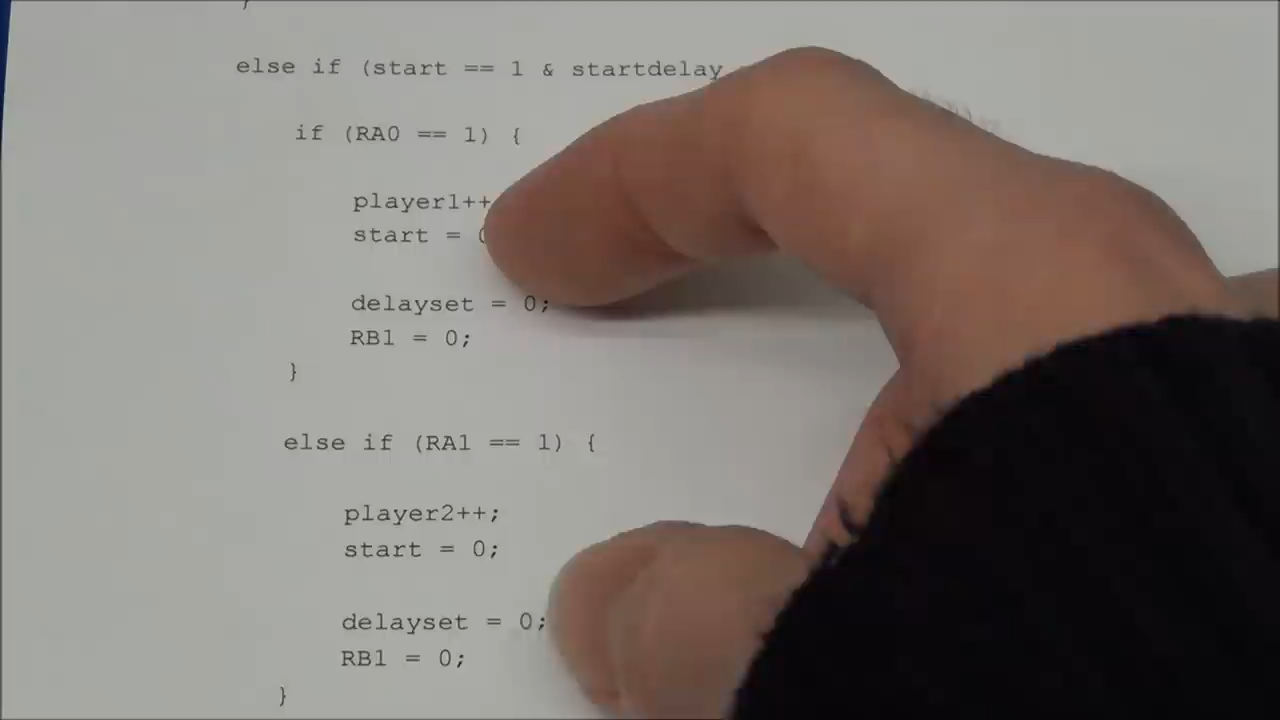 }
else if (start == 1 & startdelay
if (RA0 == 1) {
player1++
start =
delayset = 0;
RB1 = 0;
}
else if (RA1 == 1) {
player2++;
start = 0;
delayset = 0;
RB1 = 0;
}